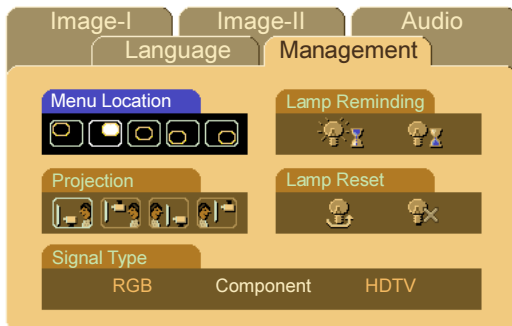 Image-I Image-II Audio
Language Management
Menu Location Lamp Reminding
Projection Lamp Reset
Signal Type
RGB Component HDTV